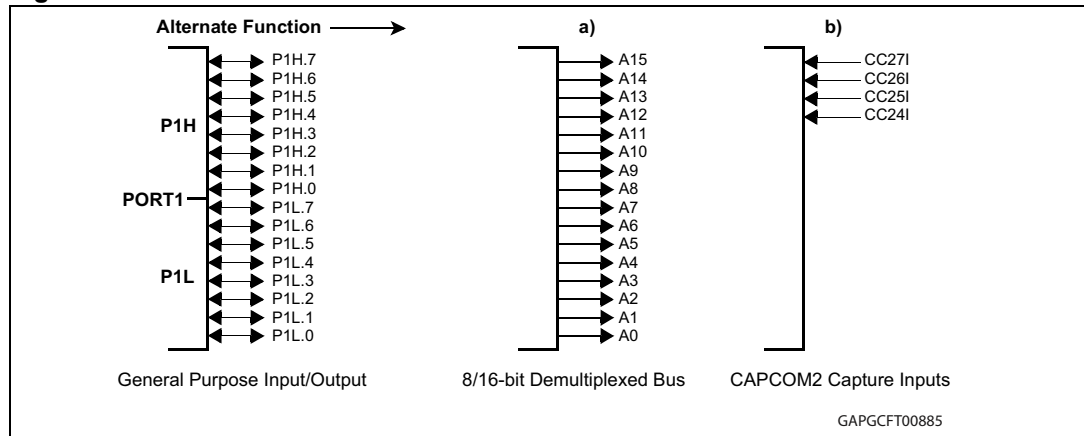 Alternate Function a) b)
P1H.7 A15 CC27I
P1H.6 A14 CC26I
P1H.5 A13 CC25I
P1H.4 A12 CC24I
P1H
P1H.3 A11
P1H.2 A10
P1H.1 A9
P1H.0 A8
PORT1
P1L.7 A7
P1L.6 A6
P1L.5 A5
P1L.4 A4
P1L
P1L.3 A3
P1L.2 A2
P1L.1 A1
P1L.0 A0
General Purpose Input/Output 8/16-bit Demultiplexed Bus CAPCOM2 Capture Inputs
GAPGCFT00885